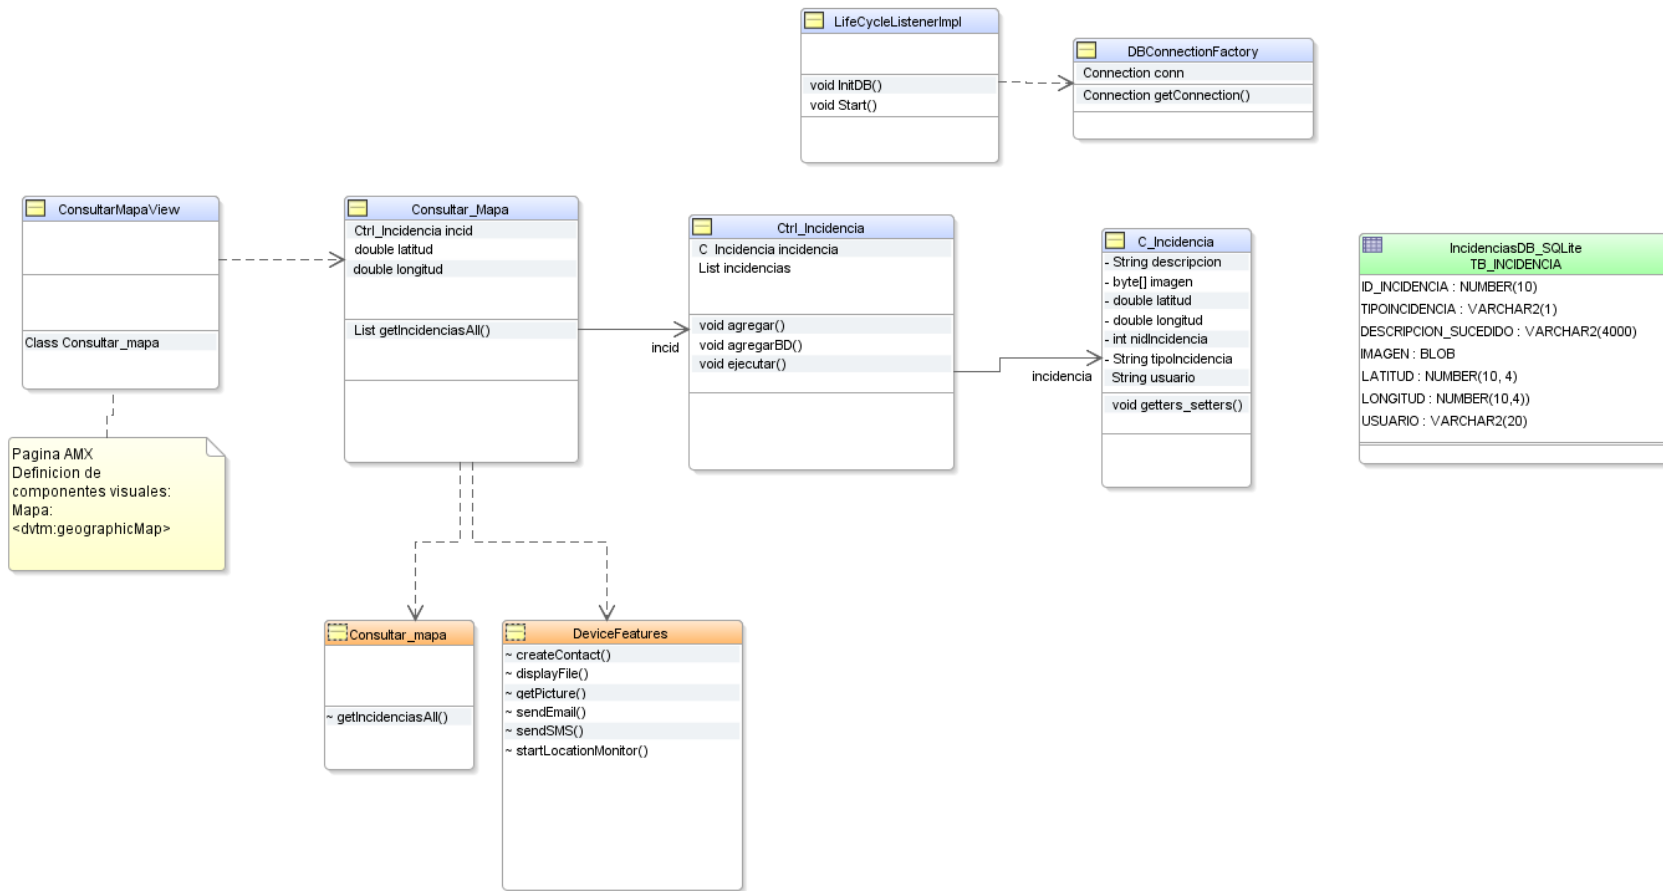 LifeCycleListenerImpl
void InitDB()
void Start()
DBConnectionFactory
Connection conn
Connection getConnection()
ConsultarMapaView
Class Consultar_mapa
Consultar_Mapa
Ctrl_Incidencia incid
double latitud
double longitud
List getIncidenciasAll()
incid
Ctrl_Incidencia
C_Incidencia incidencia
List incidencias
void agregar()
void agregarBD()
void ejecutar()
incidencia
C_Incidencia
- String descripcion
- byte[] imagen
- double latitud
- double longitud
- int nidIncidencia
- String tipoIncidencia
String usuario
void getters_setters()
IncidenciasDB_SQLite
TB_INCIDENCIA
ID_INCIDENCIA : NUMBER(10)
TIPOINCIDENCIA : VARCHAR2(1)
DESCRIPCION_SUCEDIDO : VARCHAR2(4000)
IMAGEN : BLOB
LATITUD : NUMBER(10, 4)
LONGITUD : NUMBER(10,4))
USUARIO : VARCHAR2(20)
Pagina AMX
Definicion de
componentes visuales:
Mapa:
<dvtm:geographicMap>
Consultar_mapa
~ getIncidenciasAll()
DeviceFeatures
~ createContact()
~ displayFile()
~ getPicture()
~ sendEmail()
~ sendSMS()
~ startLocationMonitor()